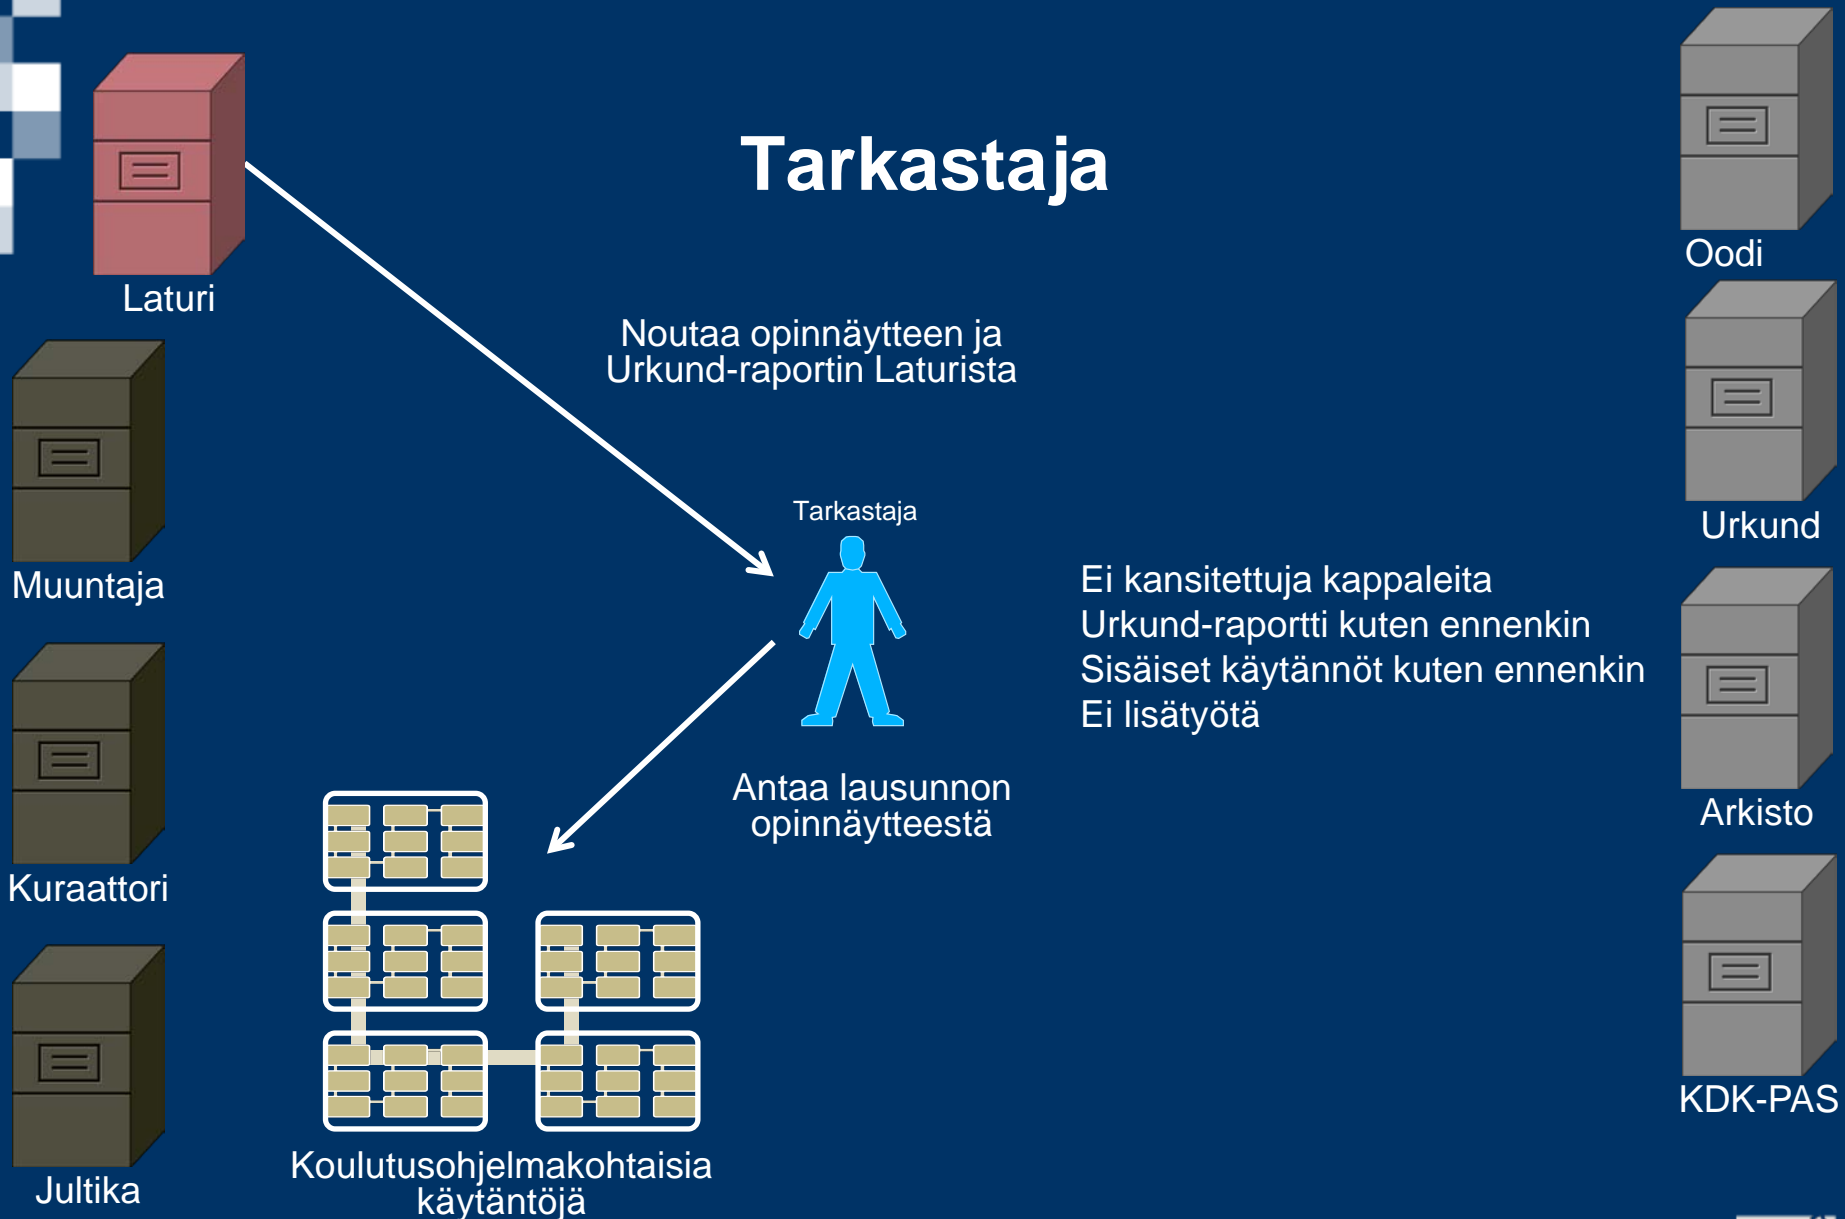 Tarkastaja
Laturi
Oodi
Noutaa opinnäytteen ja
Urkund-raportin Laturista
Tarkastaja
Urkund
Muuntaja
Ei kansitettuja kappaleita
Urkund-raportti kuten ennenkin
Sisäiset käytännöt kuten ennenkin
Ei lisätyötä
Antaa lausunnon
opinnäytteestä
Arkisto
Kuraattori
KDK-PAS
Koulutusohjelmakohtaisia
käytäntöjä
Jultika